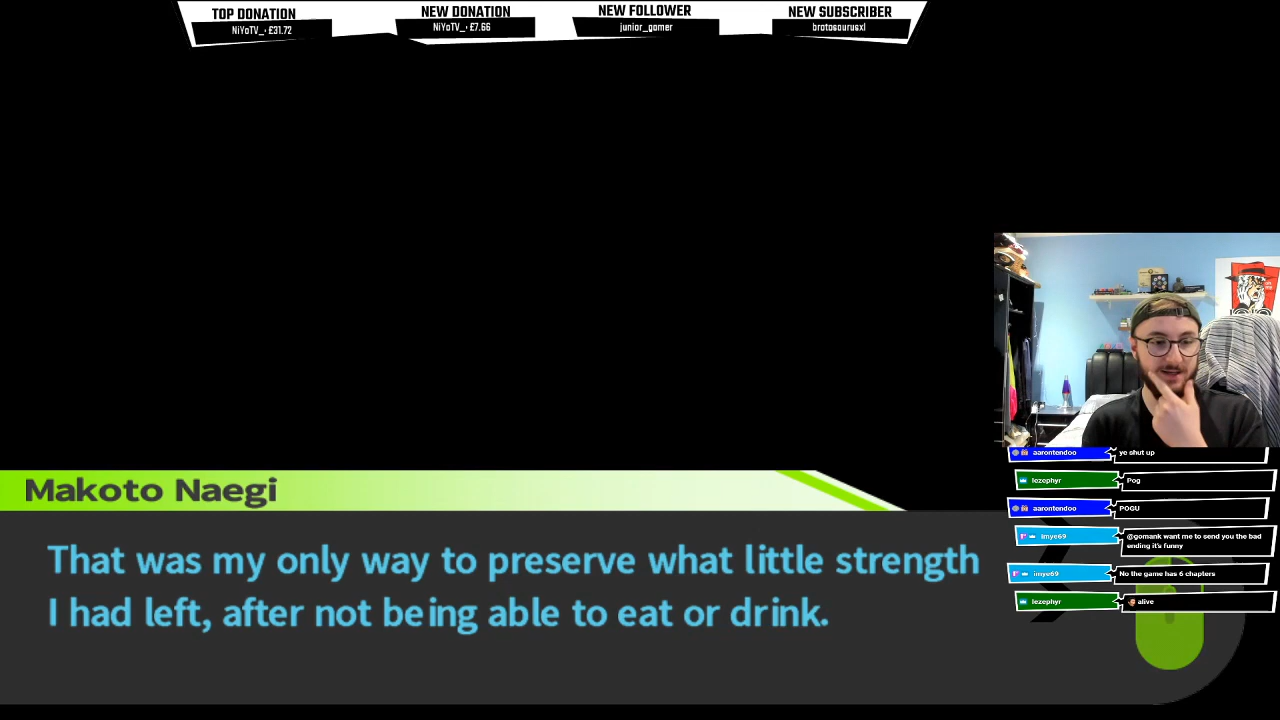 TOP DONATION
NiYoTV_- £31.72
NEW DONATION
NiYoTV_- £7.66
NEW FOLLOWER
junior_gamer
NEW SUBSCRIBER
brotosaurusxl
aarontendoo
ye shut up
lezephyr
Pog
aarontendoo
POGU
imye69
@gomank want me to send you the bad
ending it's funny
imye69
No the game has 6 chapters
lezephyr
alive
Makoto Naegi
That was my only way to preserve what little strength
I had left, after not being able to eat or drink.